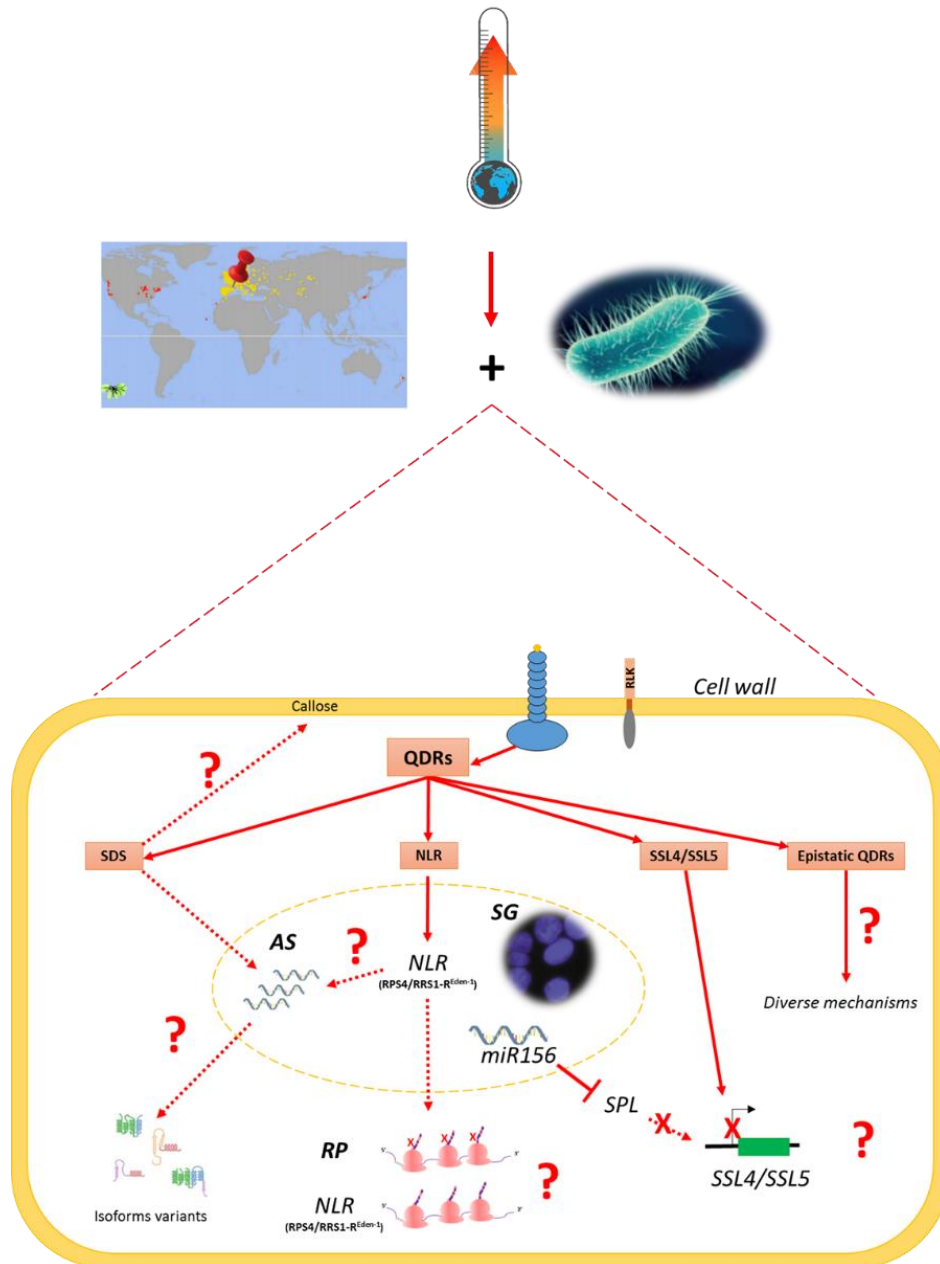 +
Cell wall
RLK
Callose
?
QDRs
SDS
NLR
SSL4/SSL5
Epistatic QDRs
SG
AS
?
NLR
(RPS4/RRS1-R^Eden-1)
?
Diverse mechanisms
?
miR156
SPL
X
X
?
SSL4/SSL5
RP
X X X
?
NLR
(RPS4/RRS1-R^Eden-1)
Isoforms variants